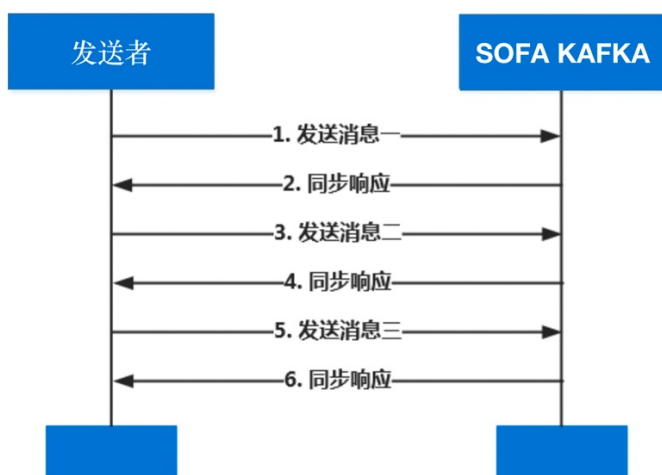 发送者
SOFA KAFKA
1. 发送消息一
2. 同步响应
3. 发送消息二
4. 同步响应
5. 发送消息三
6. 同步响应